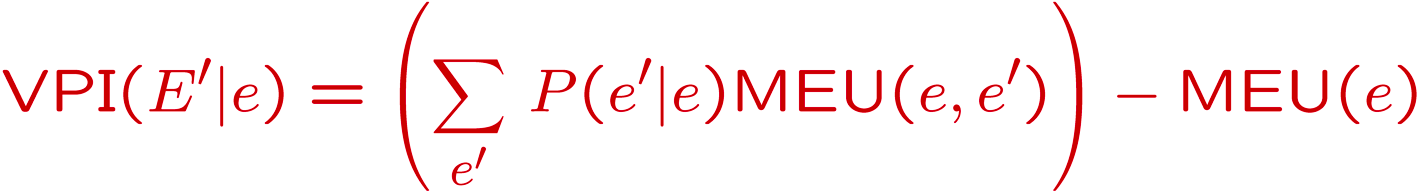 VPI(E′|e) = (∑_{e′} P(e′|e)MEU(e, e′)) − MEU(e)